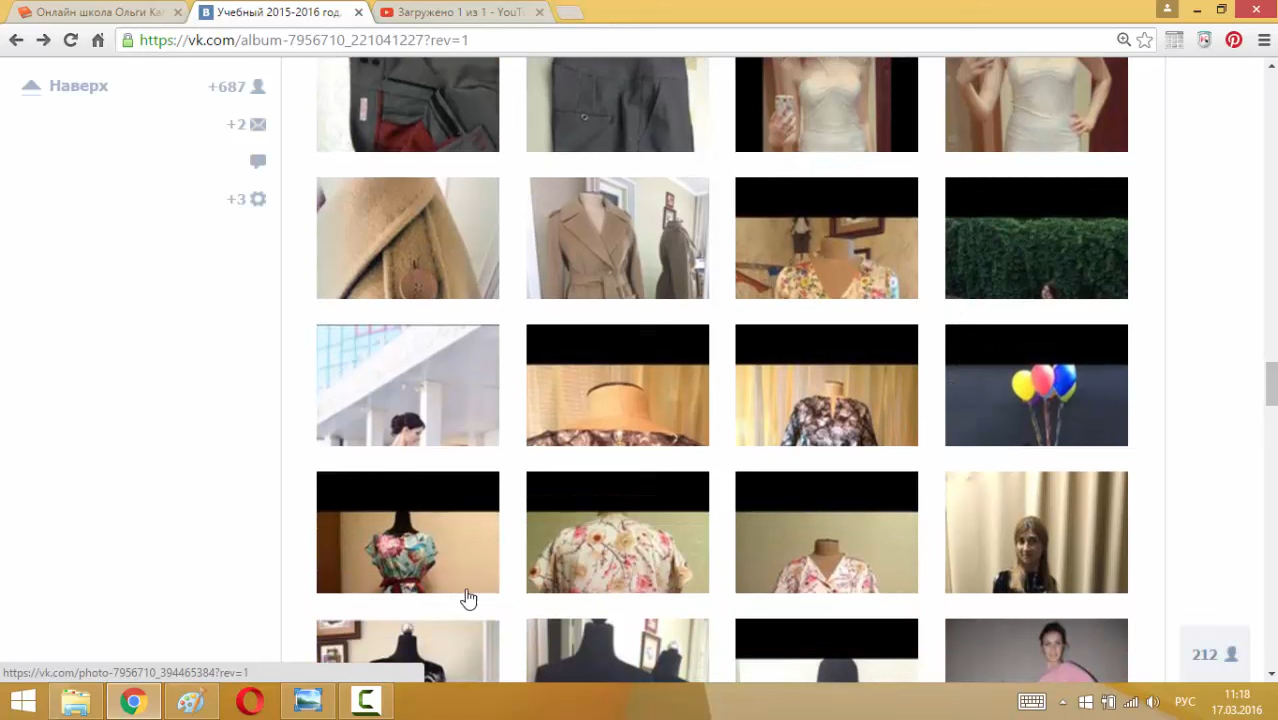 Онлайн школа Ольги Ка
Учебный 2015-2016 год,
Загружено 1 из 1 - YouTu
https://vk.com/album-7956710_221041227?rev=1
Наверх
+687
+2
+3
212
https://vk.com/photo-7956710_394465384?rev=1
РУС
11:18
17.03.2016